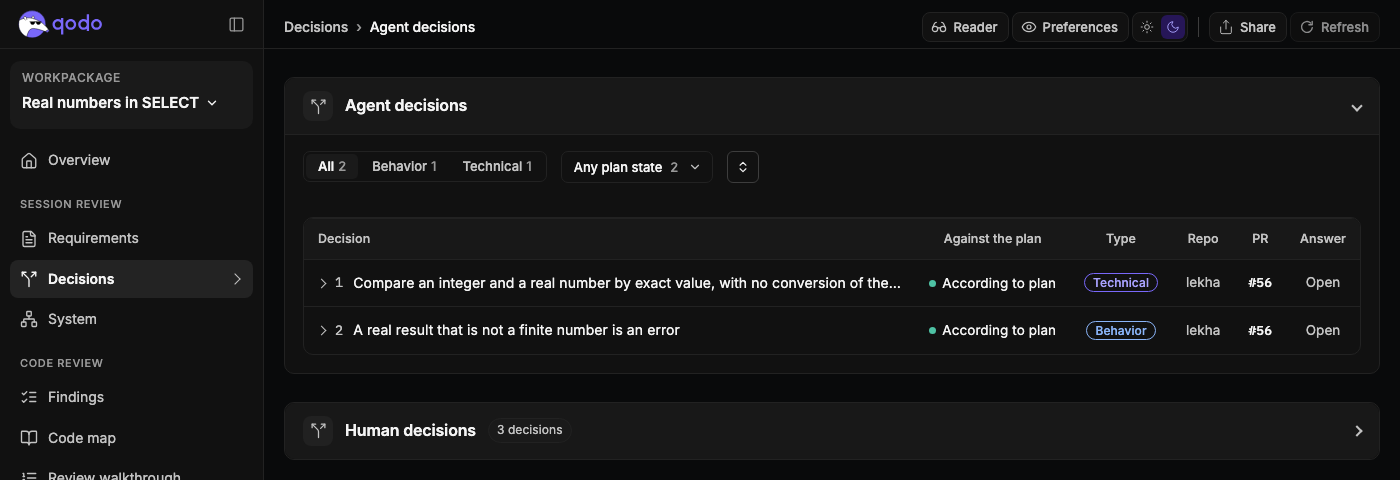 qodo
Decisions › Agent decisions
Reader
Preferences
Share
Refresh
WORKPACKAGE
Real numbers in SELECT
Overview
SESSION REVIEW
Requirements
Decisions
System
CODE REVIEW
Findings
Code map
Review walkthrough
Agent decisions
All 2 Behavior 1 Technical 1 Any plan state 2
Decision Against the plan Type Repo PR Answer
1 Compare an integer and a real number by exact value, with no conversion of the... According to plan Technical lekha #56 Open
2 A real result that is not a finite number is an error According to plan Behavior lekha #56 Open
Human decisions 3 decisions